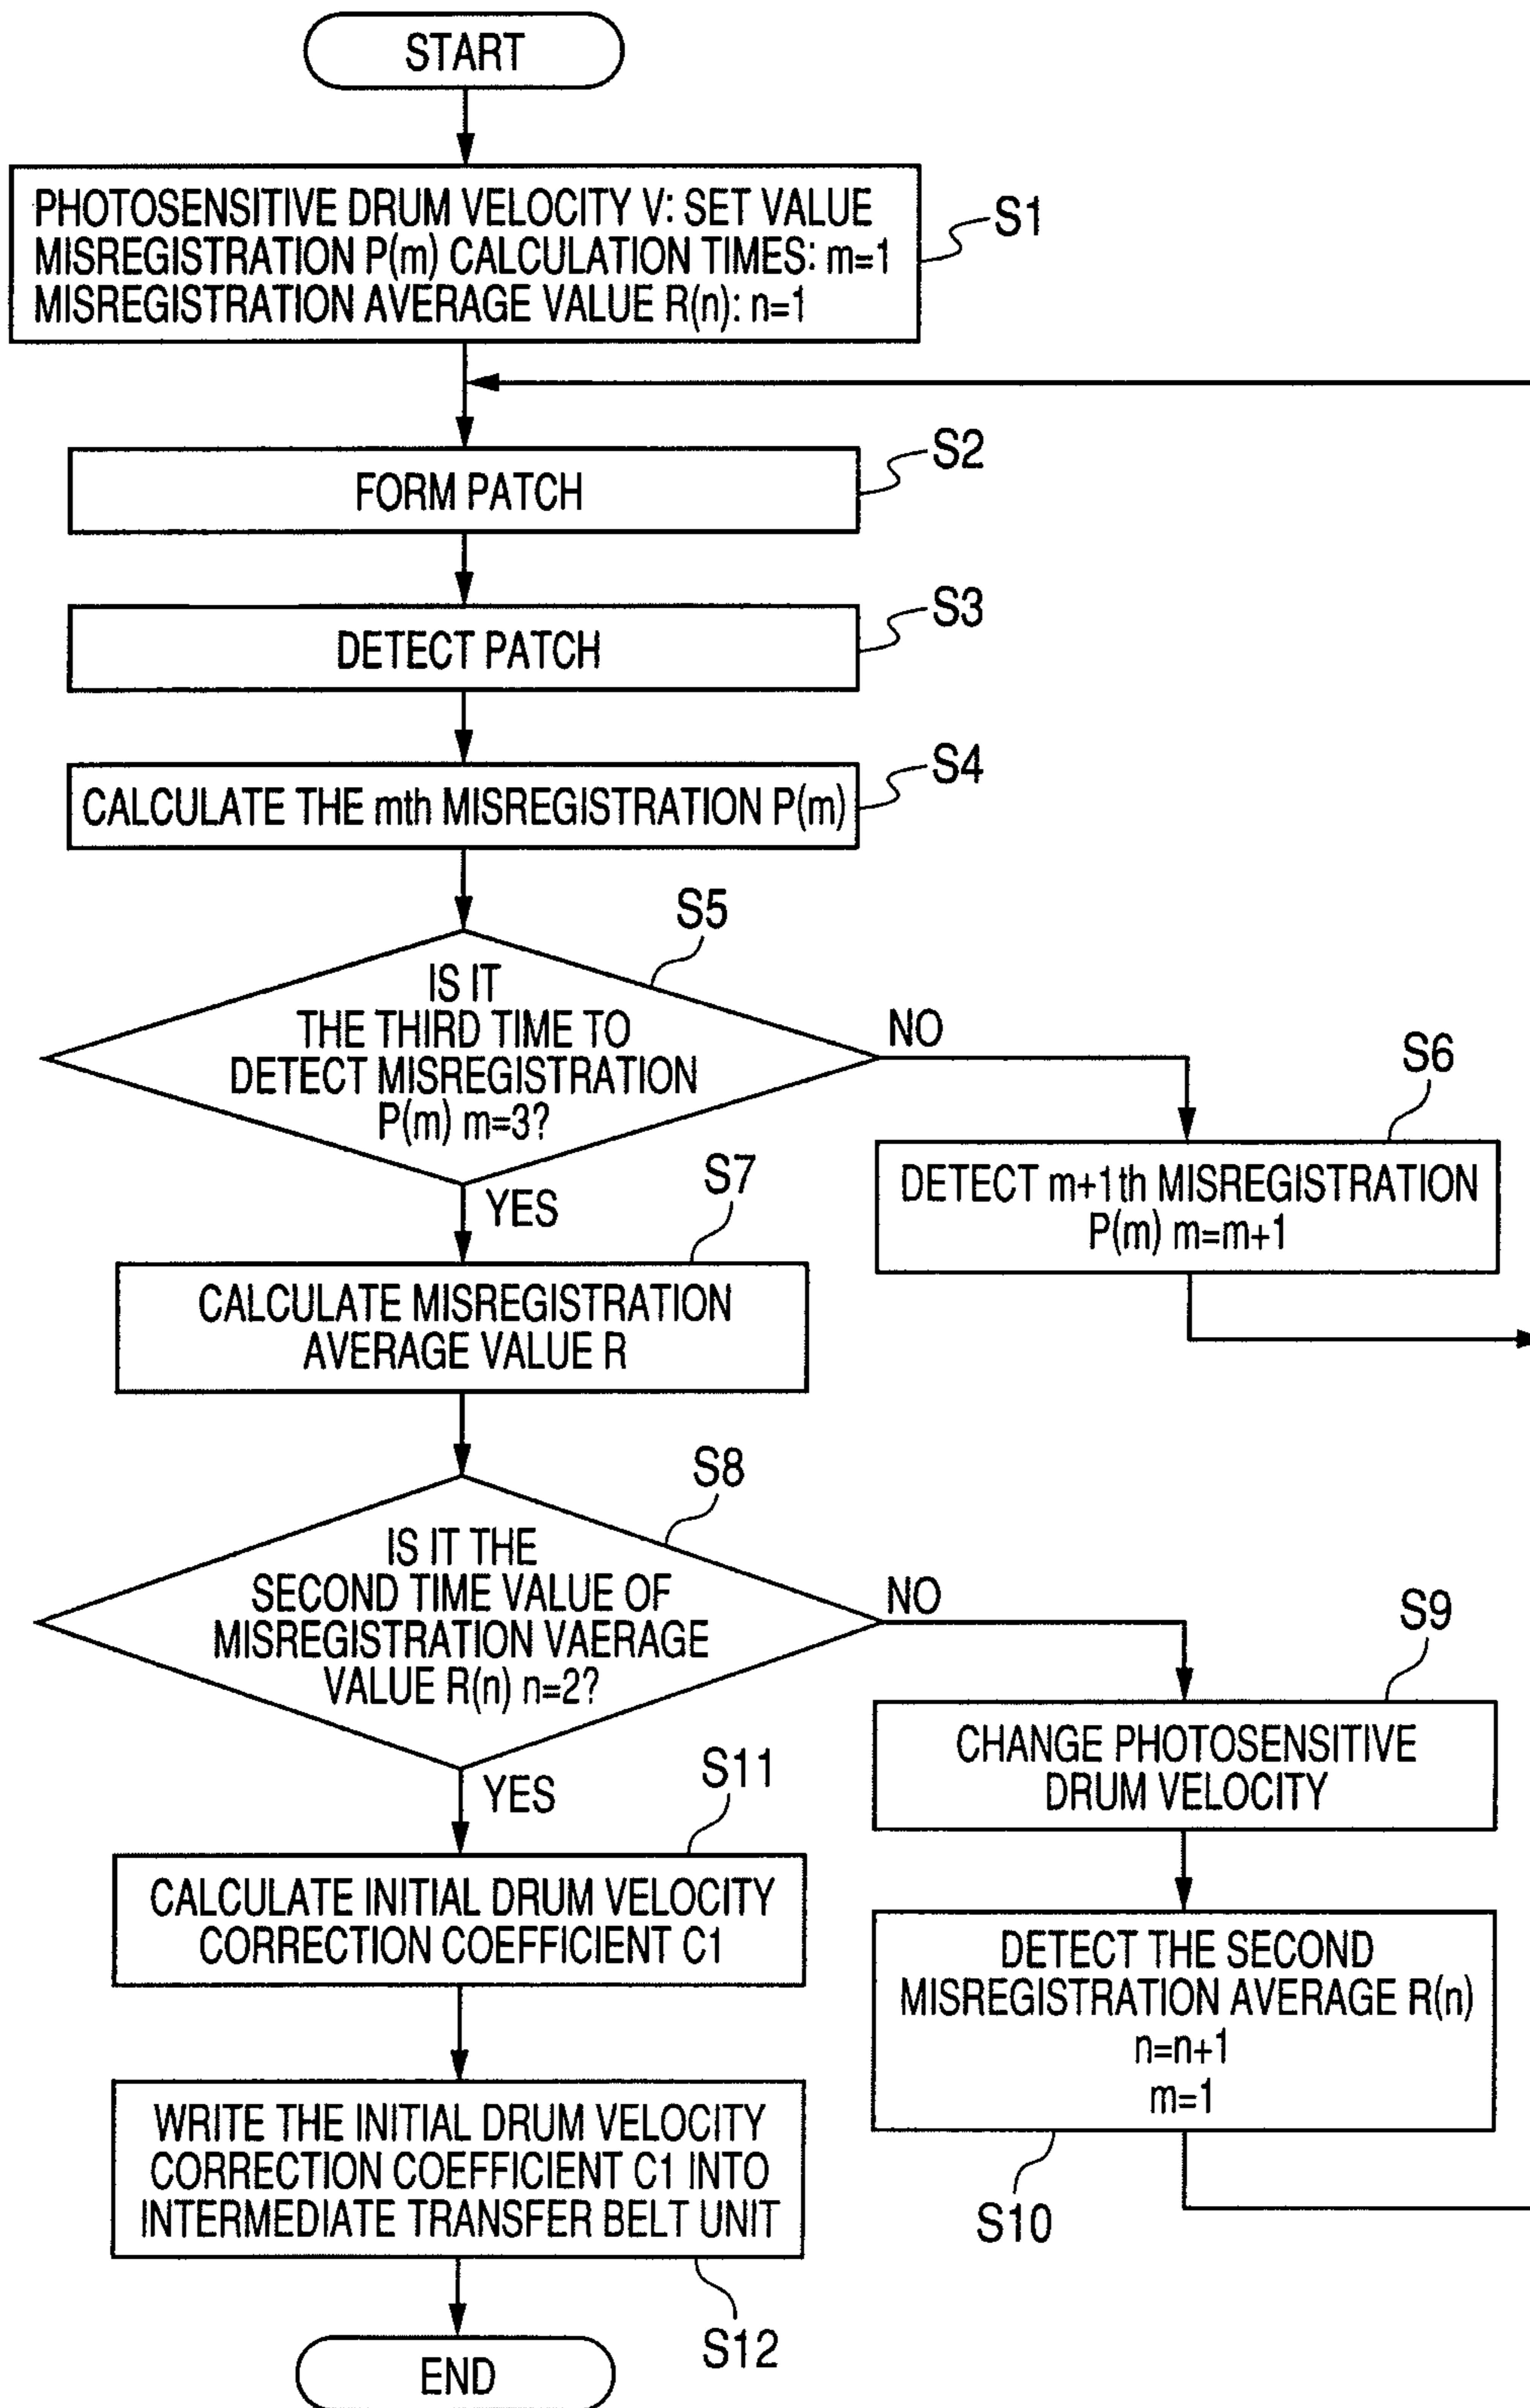 START
PHOTOSENSITIVE DRUM VELOCITY V: SET VALUE
MISREGISTRATION P(m) CALCULATION TIMES: m=1
MISREGISTRATION AVERAGE VALUE R(n): n=1
S1
FORM PATCH
S2
DETECT PATCH
S3
CALCULATE THE mth MISREGISTRATION P(m)
S4
IS IT
THE THIRD TIME TO
DETECT MISREGISTRATION
P(m) m=3?
S5
NO
YES
DETECT m+1th MISREGISTRATION
P(m) m=m+1
S6
CALCULATE MISREGISTRATION
AVERAGE VALUE R
S7
IS IT THE
SECOND TIME VALUE OF
MISREGISTRATION VAERAGE
VALUE R(n) n=2?
S8
NO
YES
CHANGE PHOTOSENSITIVE
DRUM VELOCITY
S9
DETECT THE SECOND
MISREGISTRATION AVERAGE R(n)
n=n+1
m=1
S10
CALCULATE INITIAL DRUM VELOCITY
CORRECTION COEFFICIENT C1
S11
WRITE THE INITIAL DRUM VELOCITY
CORRECTION COEFFICIENT C1 INTO
INTERMEDIATE TRANSFER BELT UNIT
S12
END